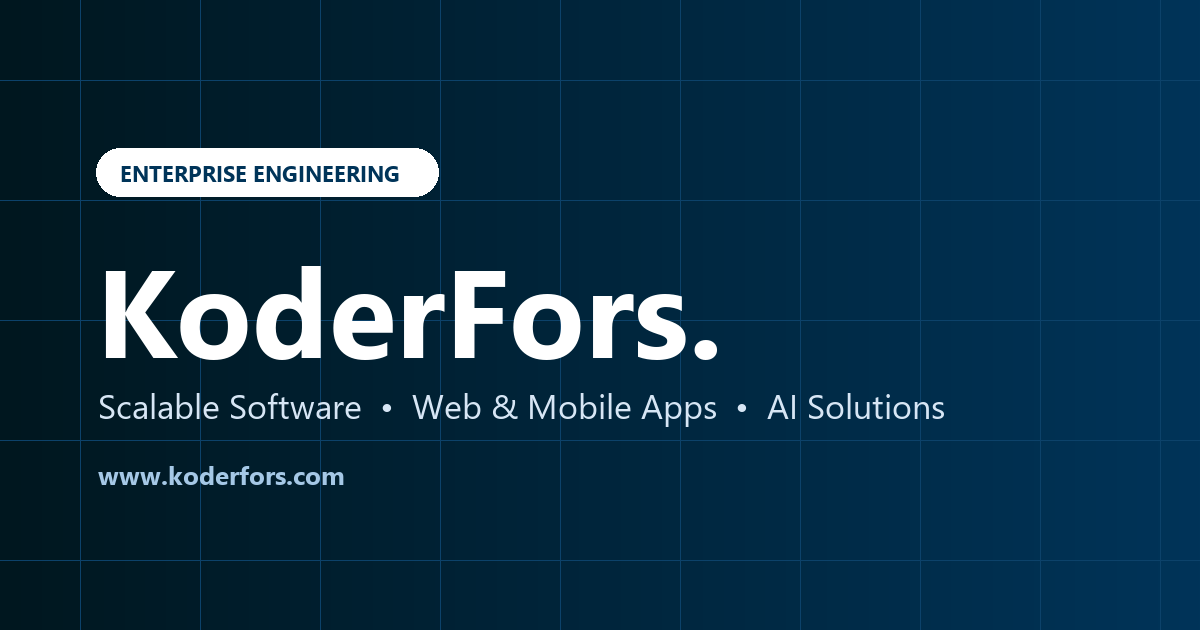 ENTERPRISE ENGINEERING
KoderFors.
Scalable Software • Web & Mobile Apps • AI Solutions
www.koderfors.com